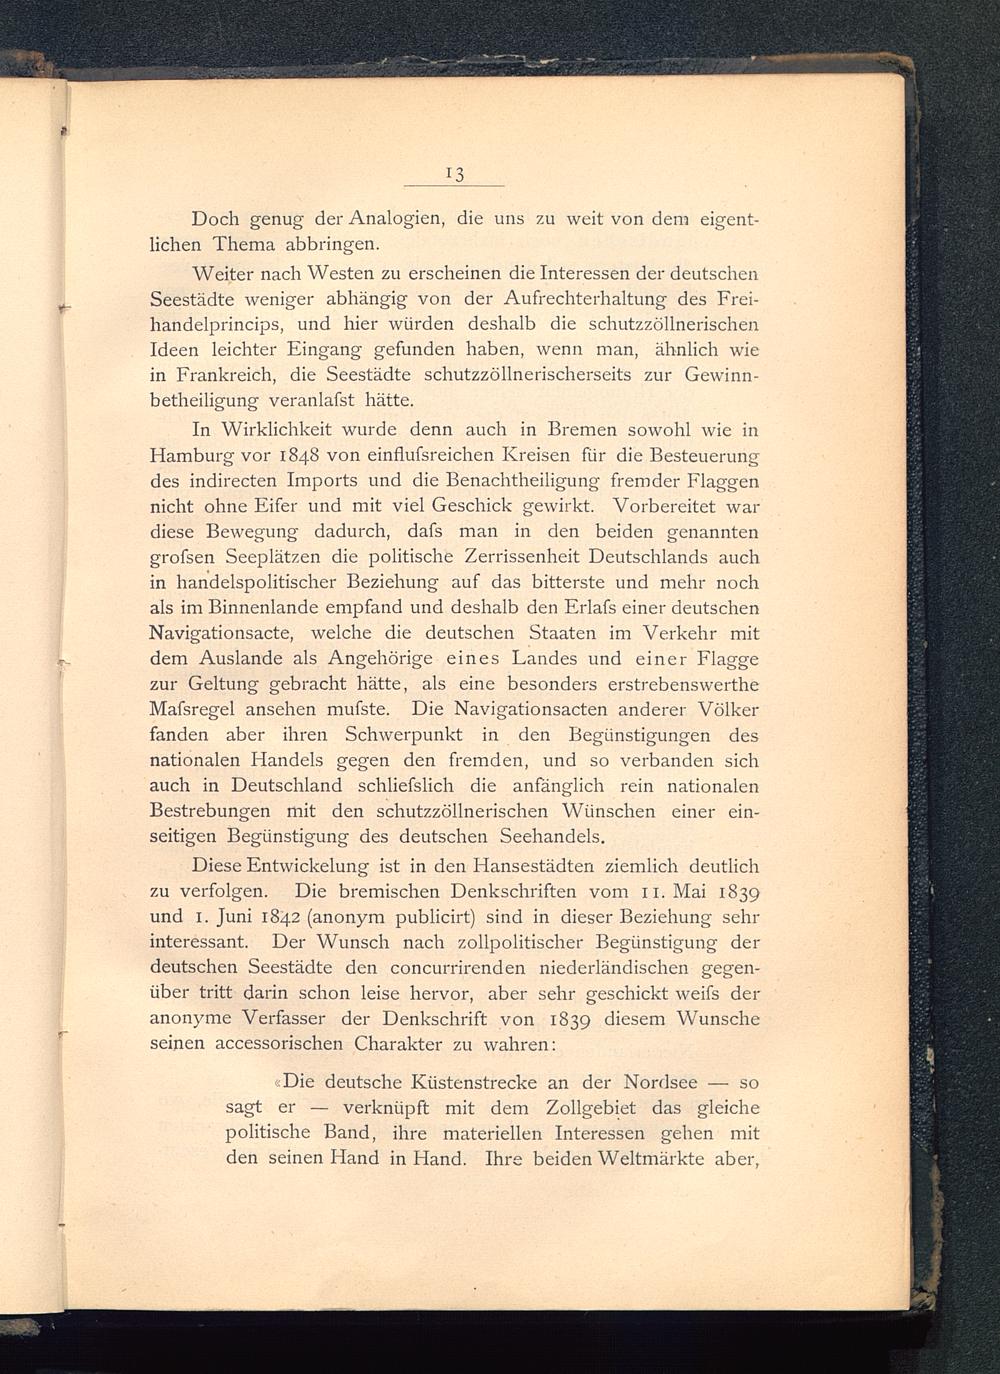 13
Doch genug der Analogien, die uns zu weit von dem eigent-
lichen Thema abbringen.
Weiter nach Westen zu erscheinen die Interessen der deutschen
Seestädte weniger abhängig von der Aufrechterhaltung des Frei-
handelprincips, und hier würden deshalb die schutzzöllnerischen
Ideen leichter Eingang gefunden haben, wenn man, ähnlich wie
in Frankreich, die Seestädte schutzzöllnerischerseits zur Gewinn-
betheiligung veranlaſst hätte.
In Wirklichkeit wurde denn auch in Bremen sowohl wie in
Hamburg vor 1848 von einfluſsreichen Kreisen für die Besteuerung
des indirecten Imports und die Benachtheiligung fremder Flaggen
nicht ohne Eifer und mit viel Geschick gewirkt. Vorbereitet war
diese Bewegung dadurch, daſs man in den beiden genannten
groſsen Seeplätzen die politische Zerrissenheit Deutschlands auch
in handelspolitischer Beziehung auf das bitterste und mehr noch
als im Binnenlande empfand und deshalb den Erlaſs einer deutschen
Navigationsacte, welche die deutschen Staaten im Verkehr mit
dem Auslande als Angehörige eines Landes und einer Flagge
zur Geltung gebracht hätte, als eine besonders erstrebenswerthe
Maſsregel ansehen muſste. Die Navigationsacten anderer Völker
fanden aber ihren Schwerpunkt in den Begünstigungen des
nationalen Handels gegen den fremden, und so verbanden sich
auch in Deutschland schlieſslich die anfänglich rein nationalen
Bestrebungen mit den schutzzöllnerischen Wünschen einer ein-
seitigen Begünstigung des deutschen Seehandels.
Diese Entwickelung ist in den Hansestädten ziemlich deutlich
zu verfolgen. Die bremischen Denkschriften vom 11. Mai 1839
und 1. Juni 1842 (anonym publicirt) sind in dieser Beziehung sehr
interessant. Der Wunsch nach zollpolitischer Begünstigung der
deutschen Seestädte den concurrirenden niederländischen gegen-
über tritt darin schon leise hervor, aber sehr geschickt weiſs der
anonyme Verfasser der Denkschrift von 1839 diesem Wunsche
seinen accessorischen Charakter zu wahren:
«Die deutsche Küstenstrecke an der Nordsee — so
sagt er — verknüpft mit dem Zollgebiet das gleiche
politische Band, ihre materiellen Interessen gehen mit
den seinen Hand in Hand. Ihre beiden Weltmärkte aber,